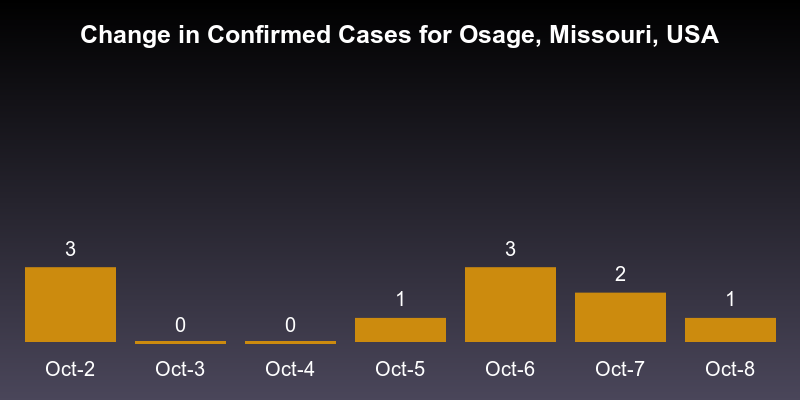 Change in Confirmed Cases for Osage, Missouri, USA
3 0 0 1 3 2 1
Oct-2 Oct-3 Oct-4 Oct-5 Oct-6 Oct-7 Oct-8